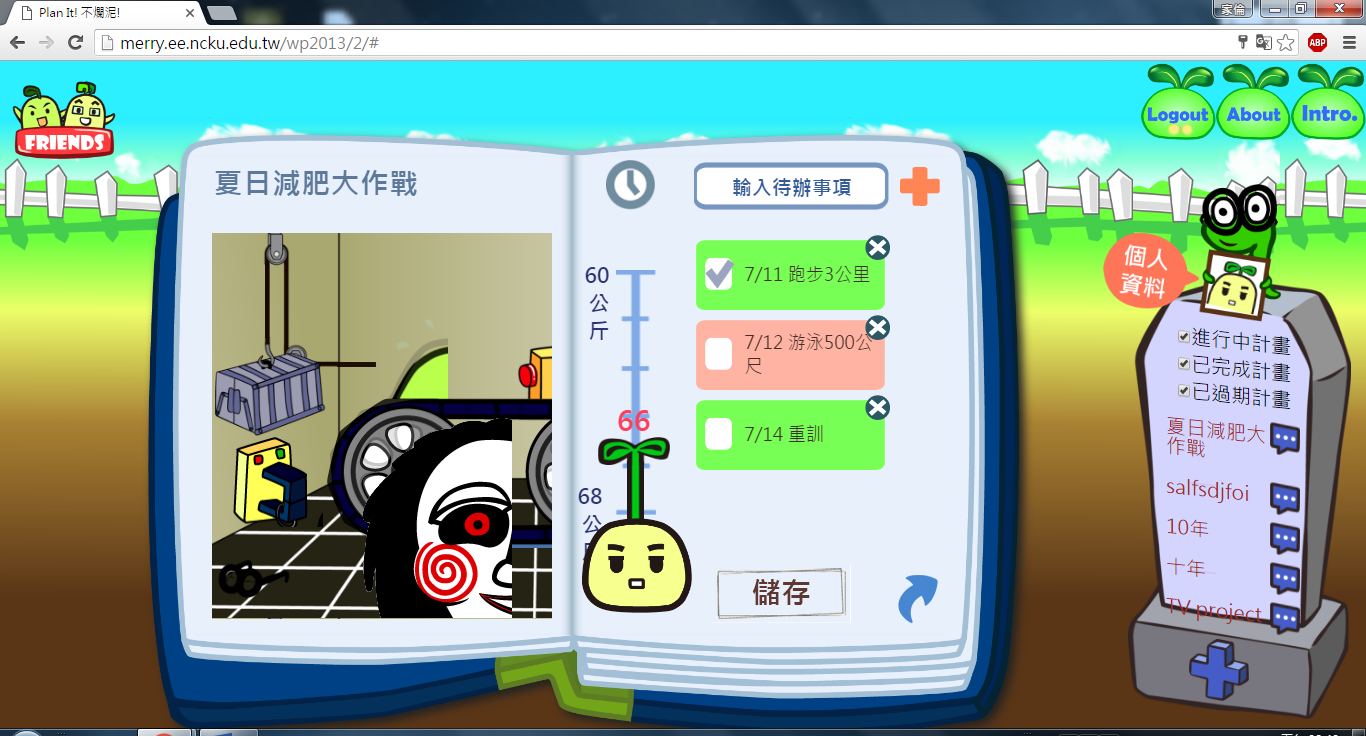 Plan It! 不爛泥!
家倫
merry.ee.ncku.edu.tw/wp2013/2/#
ABP
FRIENDS
Logout
About
Intro.
夏日減肥大作戰
輸入待辦事項
60
公
斤
66
68
公
7/11 跑步3公里
7/12 游泳500公
尺
7/14 重訓
儲存
個人
資料
進行中計畫
已完成計畫
已過期計畫
夏日減肥大
作戰
salfsdjfoi
10年
十年
TV project